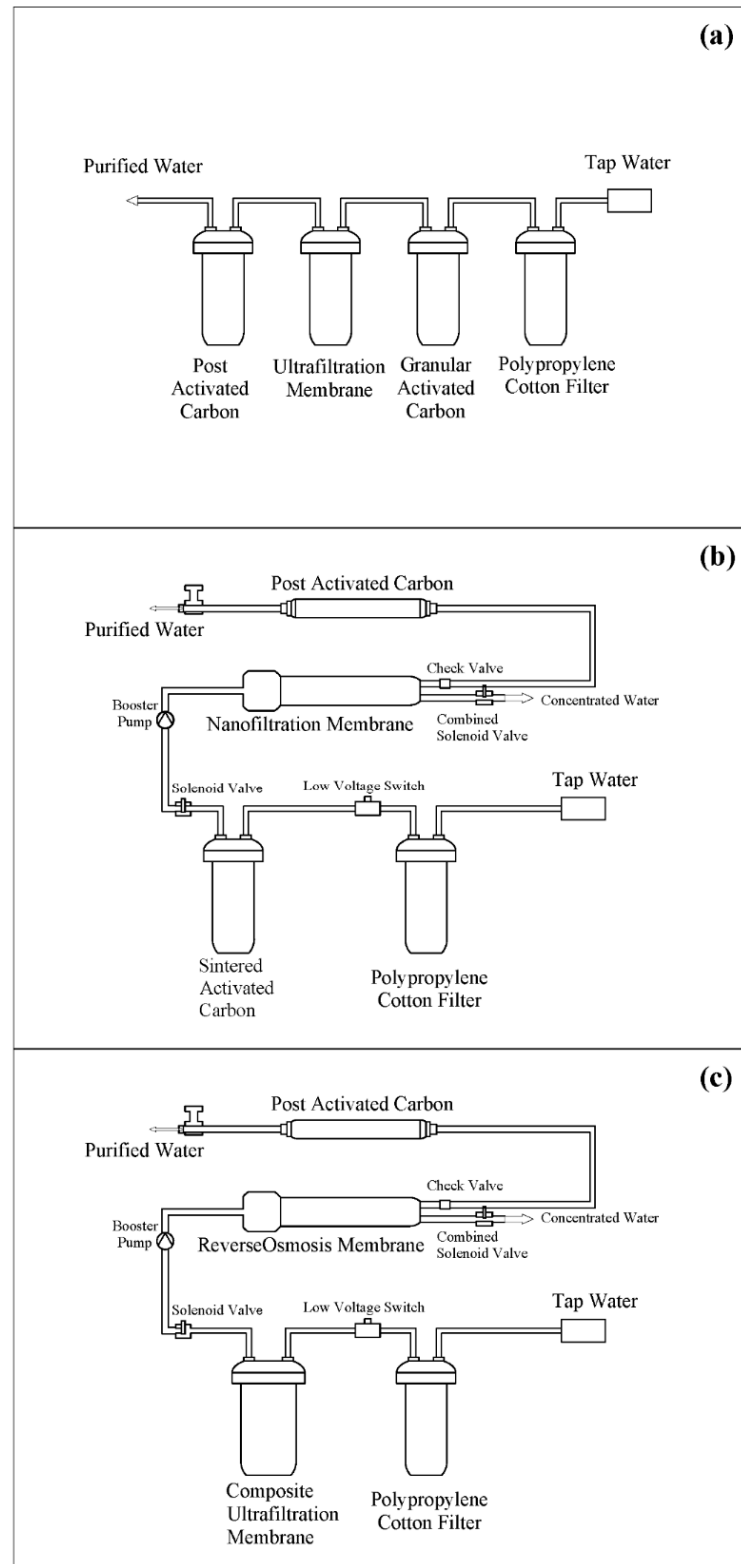 (a)
Purified Water
Tap Water
Post
Activated
Carbon
Ultrafiltration
Membrane
Granular
Activated
Carbon
Polypropylene
Cotton Filter
(b)
Post Activated Carbon
Purified Water
Check Valve
Booster
Pump
Nanofiltration Membrane
Concentrated Water
Combined
Solenoid Valve
Solenoid Valve
Low Voltage Switch
Tap Water
Sintered
Activated
Carbon
Polypropylene
Cotton Filter
(c)
Post Activated Carbon
Purified Water
Check Valve
Booster
Pump
ReverseOsmosis Membrane
Concentrated Water
Combined
Solenoid Valve
Solenoid Valve
Low Voltage Switch
Tap Water
Composite
Ultrafiltration
Membrane
Polypropylene
Cotton Filter